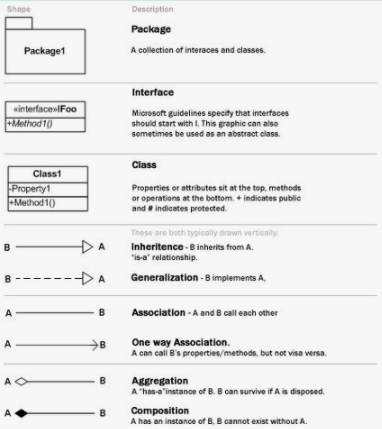 Shape Description
Package
Package1
A collection of interaces and classes.
Interface
«interface»IFoo
+Method1()
Microsoft guidelines specify that interfaces
should start with I. This graphic can also
sometimes be used as an abstract class.
Class
Class1
-Property1
+Method1()
Properties or attributes sit at the top, methods
or operations at the bottom. + indicates public
and # indicates protected.
These are both typically drawn vertically:
B A Inheritence - B inherits from A.
"is-a" relationship.
B A Generalization - B implements A,
A B Association - A and B call each other
A B One way Association.
A can call B's properties/methods, but not visa versa.
A B Aggregation
A "has-a"instance of B. B can survive if A is disposed.
A B Composition
A has an instance of B, B cannot exist without A.